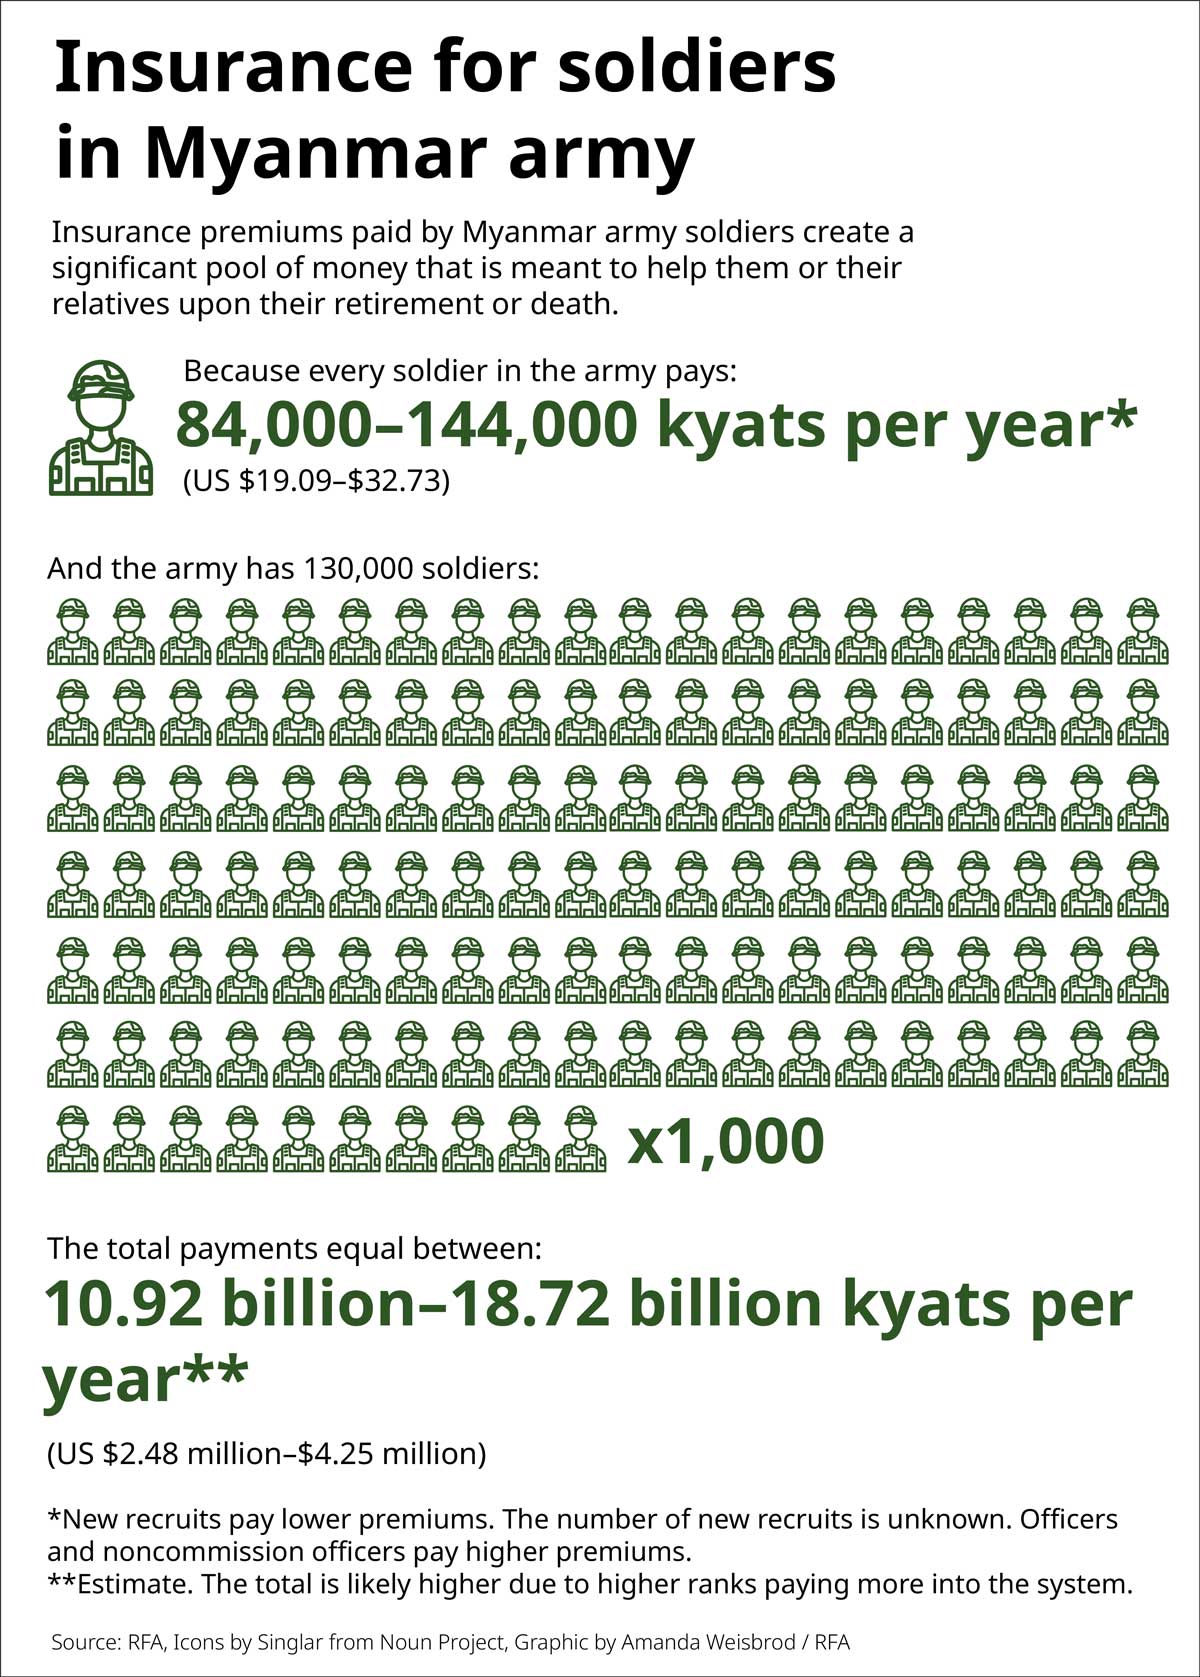 Insurance for soldiers
in Myanmar army
Insurance premiums paid by Myanmar army soldiers create a
significant pool of money that is meant to help them or their
relatives upon their retirement or death.
Because every soldier in the army pays:
84,000–144,000 kyats per year*
(US $19.09–$32.73)
And the army has 130,000 soldiers:
x1,000
The total payments equal between:
10.92 billion–18.72 billion kyats per
year**
(US $2.48 million–$4.25 million)
*New recruits pay lower premiums. The number of new recruits is unknown. Officers
and noncommission officers pay higher premiums.
**Estimate. The total is likely higher due to higher ranks paying more into the system.
Source: RFA, Icons by Singlar from Noun Project, Graphic by Amanda Weisbrod / RFA